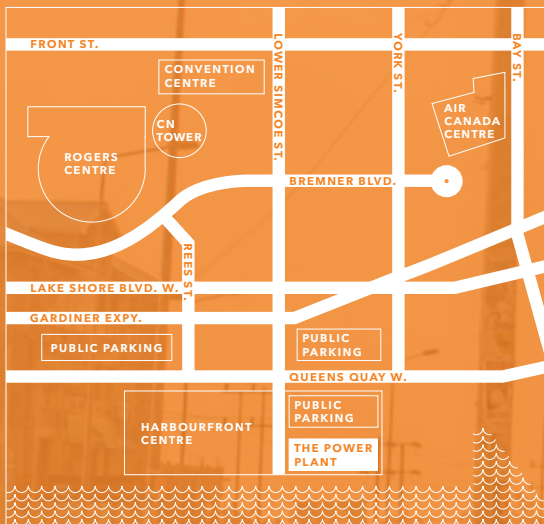 FRONT ST.
LOWER SIMCOE ST.
YORK ST.
BAY ST.
CONVENTION
CENTRE
CN
TOWER
AIR
CANADA
CENTRE
ROGERS
CENTRE
BREMNER BLVD.
REES ST.
LAKE SHORE BLVD. W.
GARDINER EXPY.
PUBLIC PARKING
PUBLIC
PARKING
QUEENS QUAY W.
HARBOURFRONT
CENTRE
PUBLIC
PARKING
THE POWER
PLANT